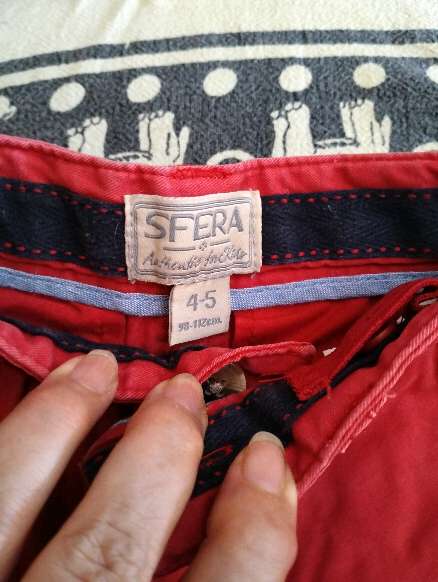 SFERA
Authentic for Kids
4-5
98-112cm.